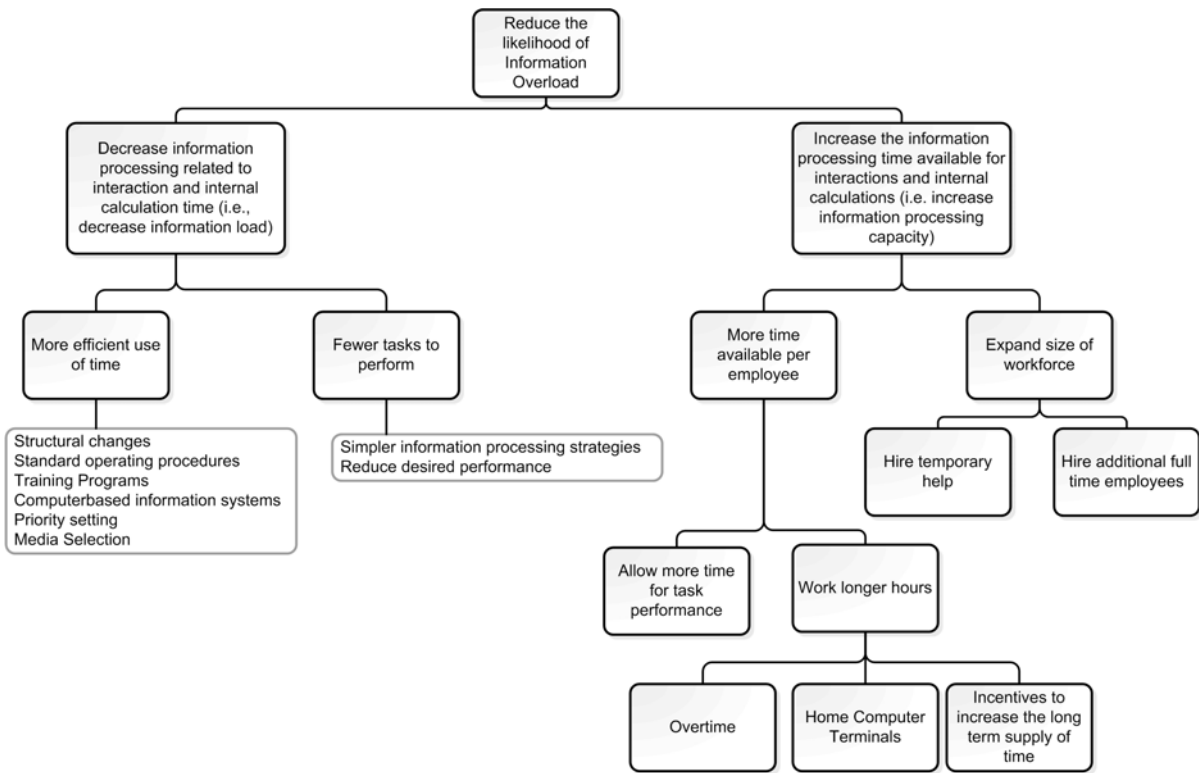 Reduce the
likelihood of
Information
Overload
Decrease information
processing related to
interaction and internal
calculation time (i.e.,
decrease information load)
Increase the information
processing time available for
interactions and internal
calculations (i.e. increase
information processing
capacity)
More efficient use
of time
Fewer tasks to
perform
More time
available per
employee
Expand size of
workforce
Structural changes
Standard operating procedures
Training Programs
Computerbased information systems
Priority setting
Media Selection
Simpler information processing strategies
Reduce desired performance
Hire temporary
help
Hire additional full
time employees
Allow more time
for task
performance
Work longer hours
Overtime
Home Computer
Terminals
Incentives to
increase the long
term supply of
time